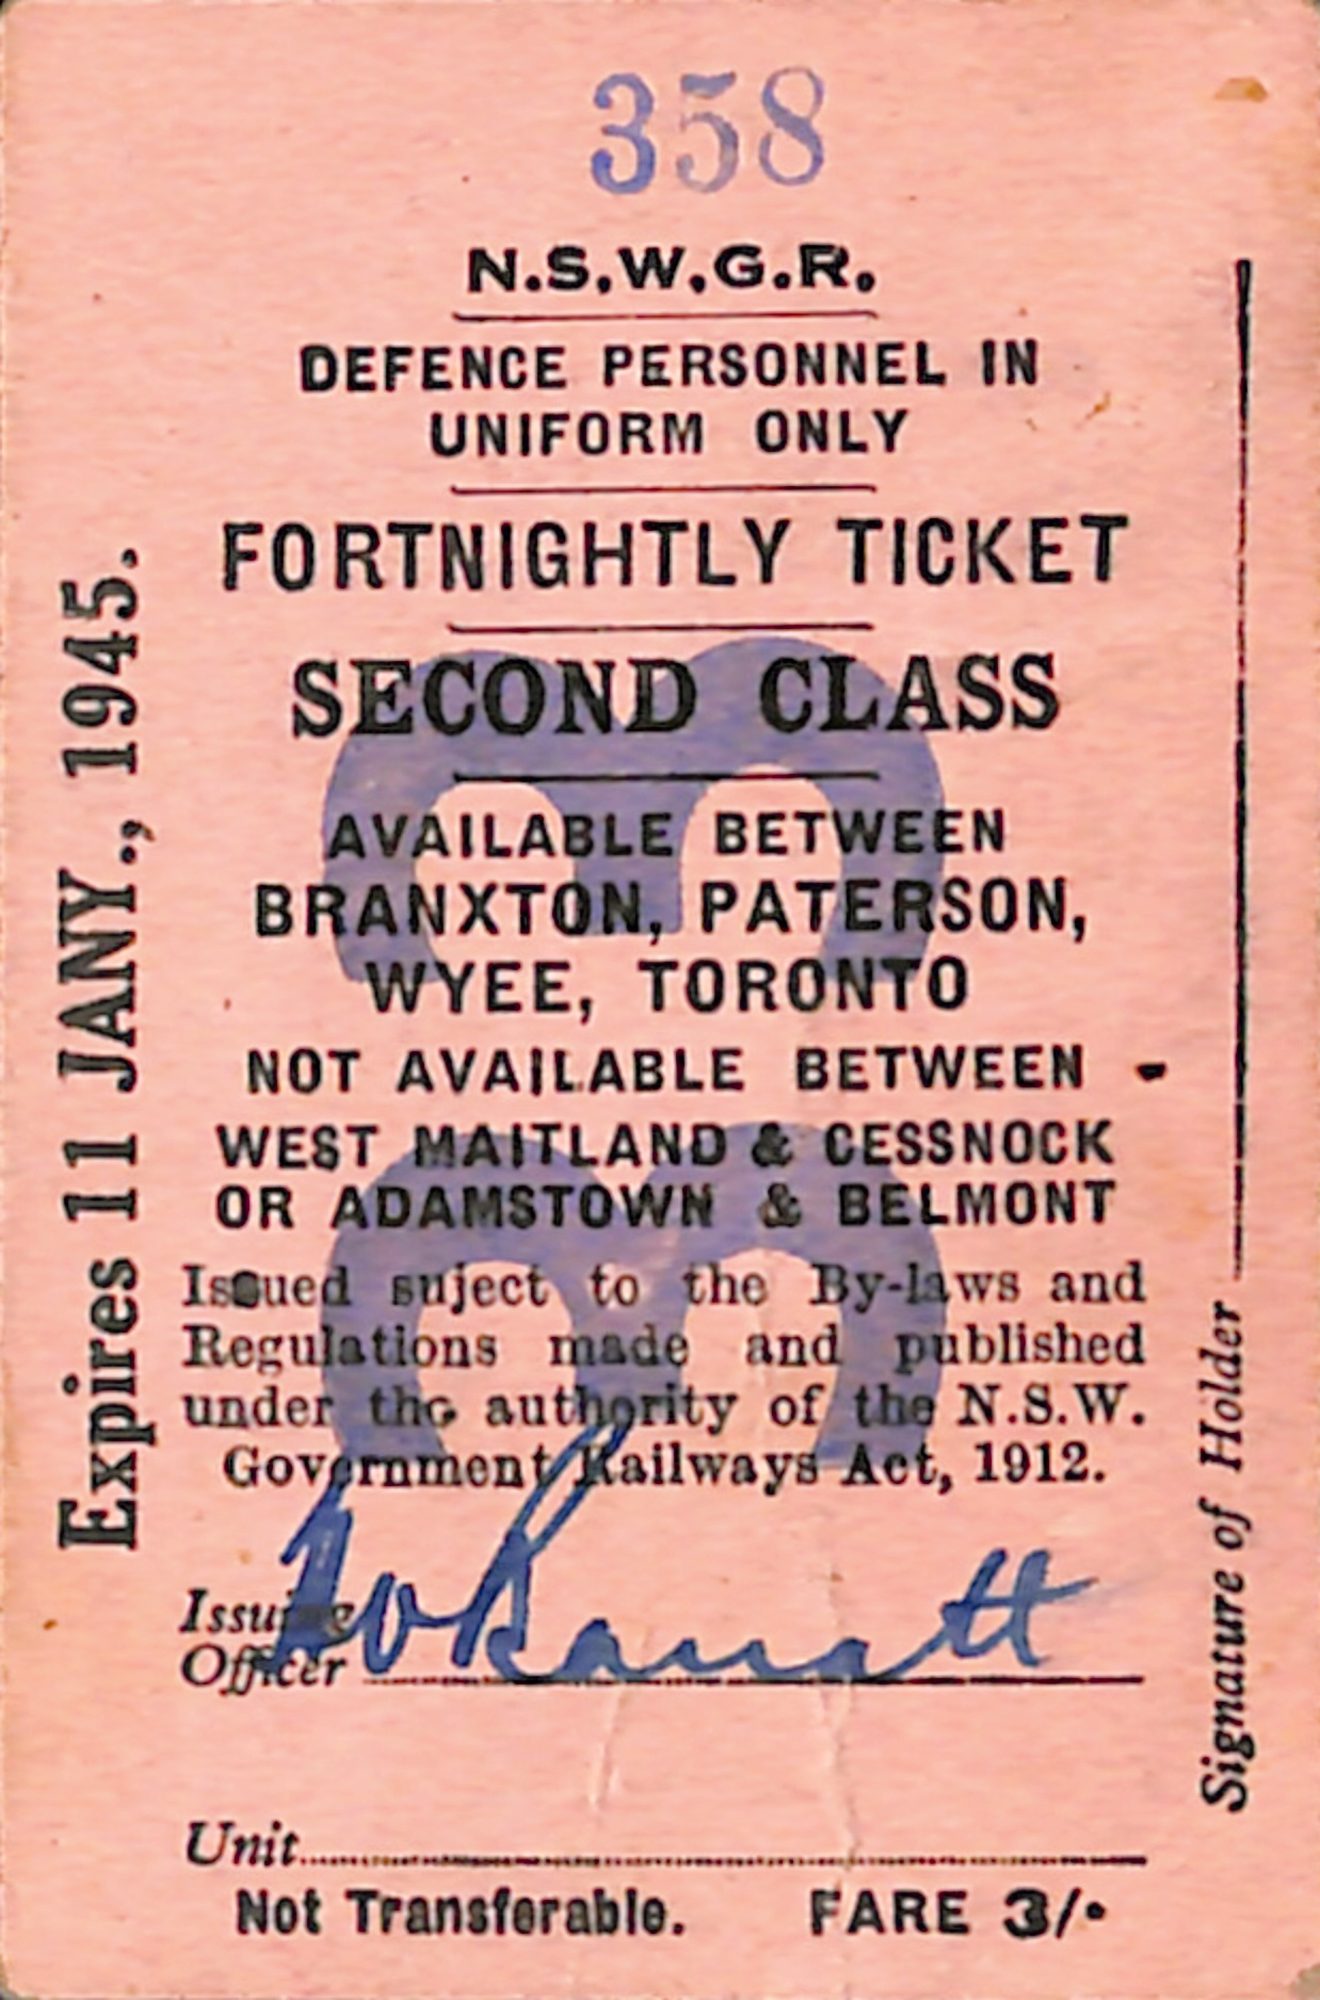 358
N.S.W.G.R.
DEFENCE PERSONNEL IN
UNIFORM ONLY
FORTNIGHTLY TICKET
SECOND CLASS
AVAILABLE BETWEEN
BRANXTON, PATERSON,
WYEE, TORONTO
NOT AVAILABLE BETWEEN
WEST MAITLAND & CESSNOCK
OR ADAMSTOWN & BELMONT
Issued suject to the By-laws and
Regulations made and published
under the authority of the N.S.W.
Government Railways Act, 1912.
Issuing
Officer
Unit
Not Transferable. FARE 3/-
Expires 11 JANY., 1945.
Signature of Holder
33